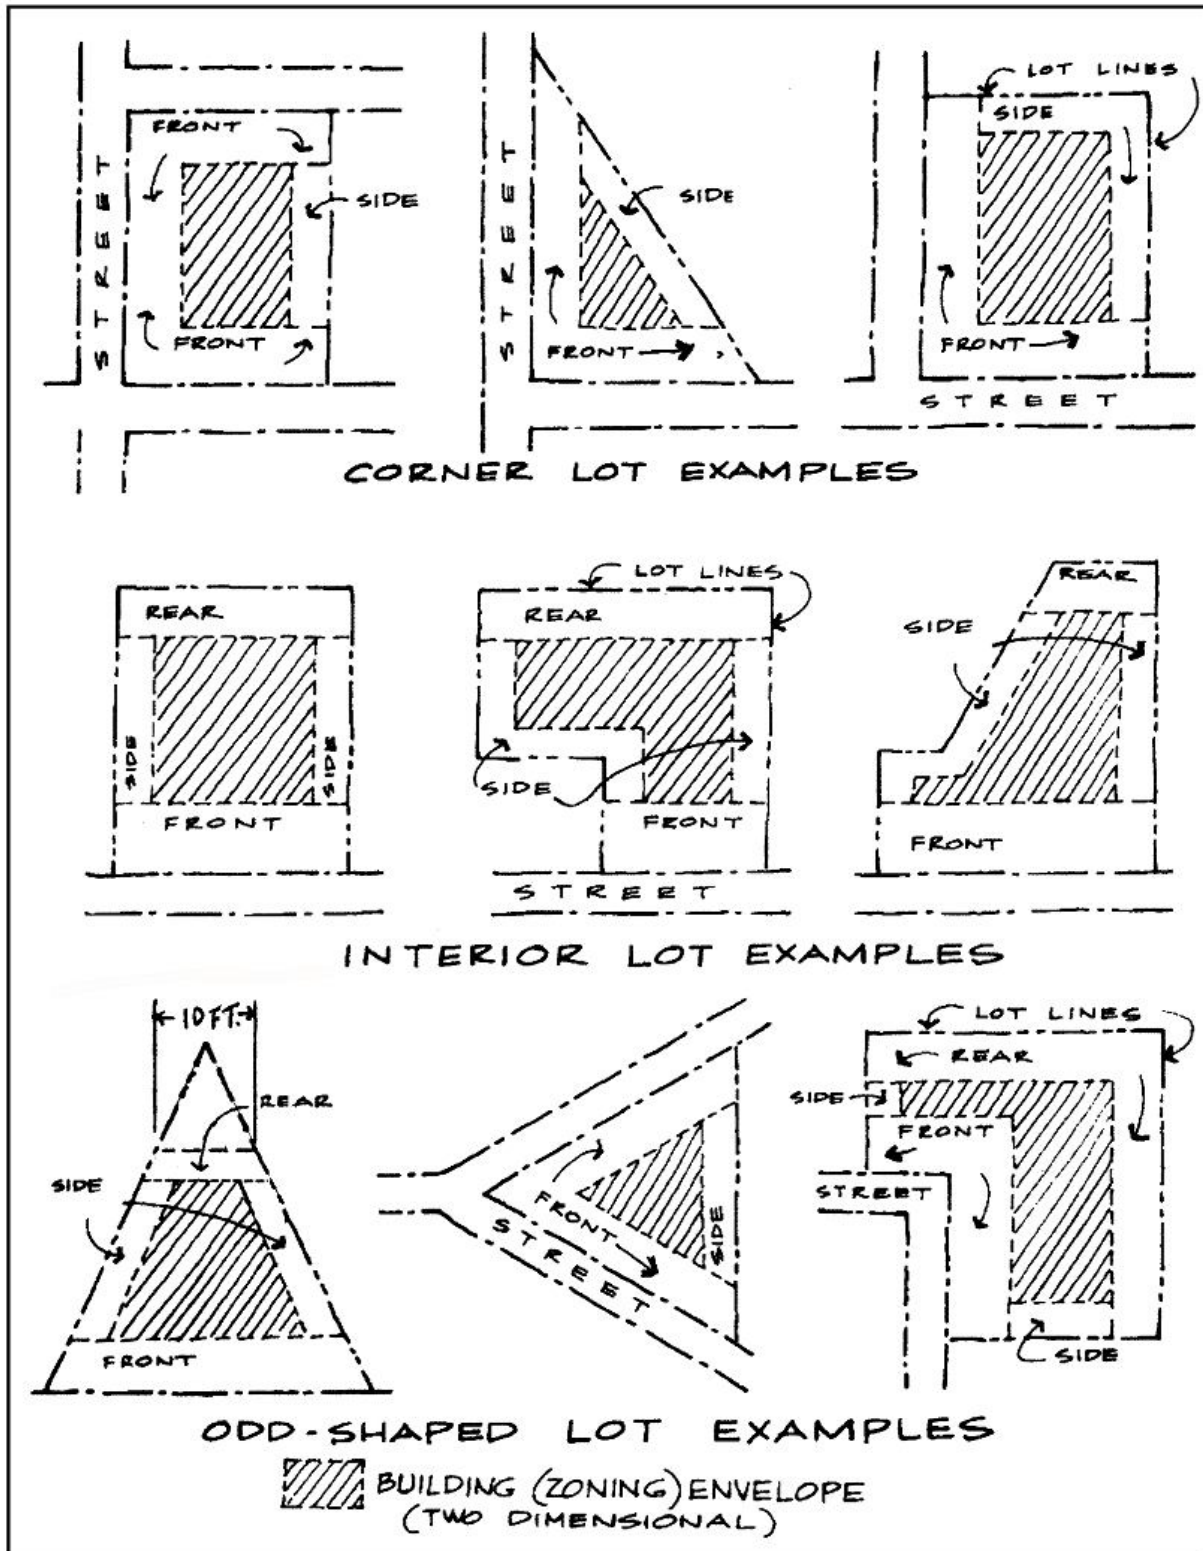 FRONT
STREET
SIDE
FRONT
STREET
SIDE
FRONT
LOT LINES
SIDE
FRONT
STREET
CORNER LOT EXAMPLES
REAR
SIDE
SIDE
FRONT
LOT LINES
REAR
SIDE
FRONT
STREET
REAR
SIDE
FRONT
INTERIOR LOT EXAMPLES
10 FT.
REAR
SIDE
FRONT
FRONT
STREET
SIDE
LOT LINES
REAR
SIDE
FRONT
STREET
SIDE
ODD-SHAPED LOT EXAMPLES
BUILDING (ZONING) ENVELOPE
(TWO DIMENSIONAL)